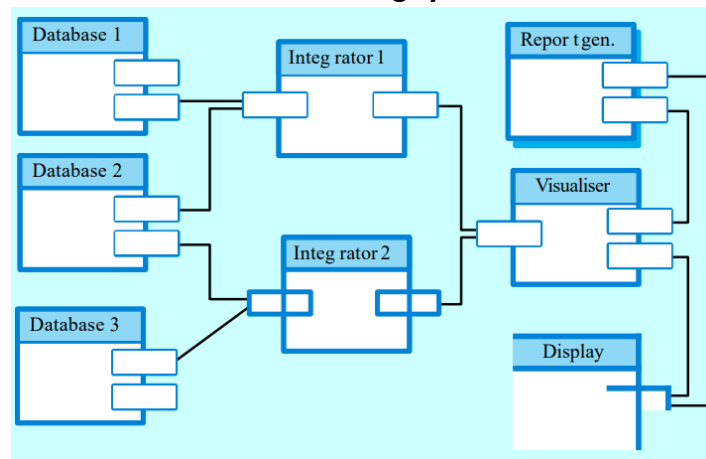 Database 1
Integ rator 1
Repor t gen.
Database 2
Visualiser
Integ rator 2
Database 3
Display